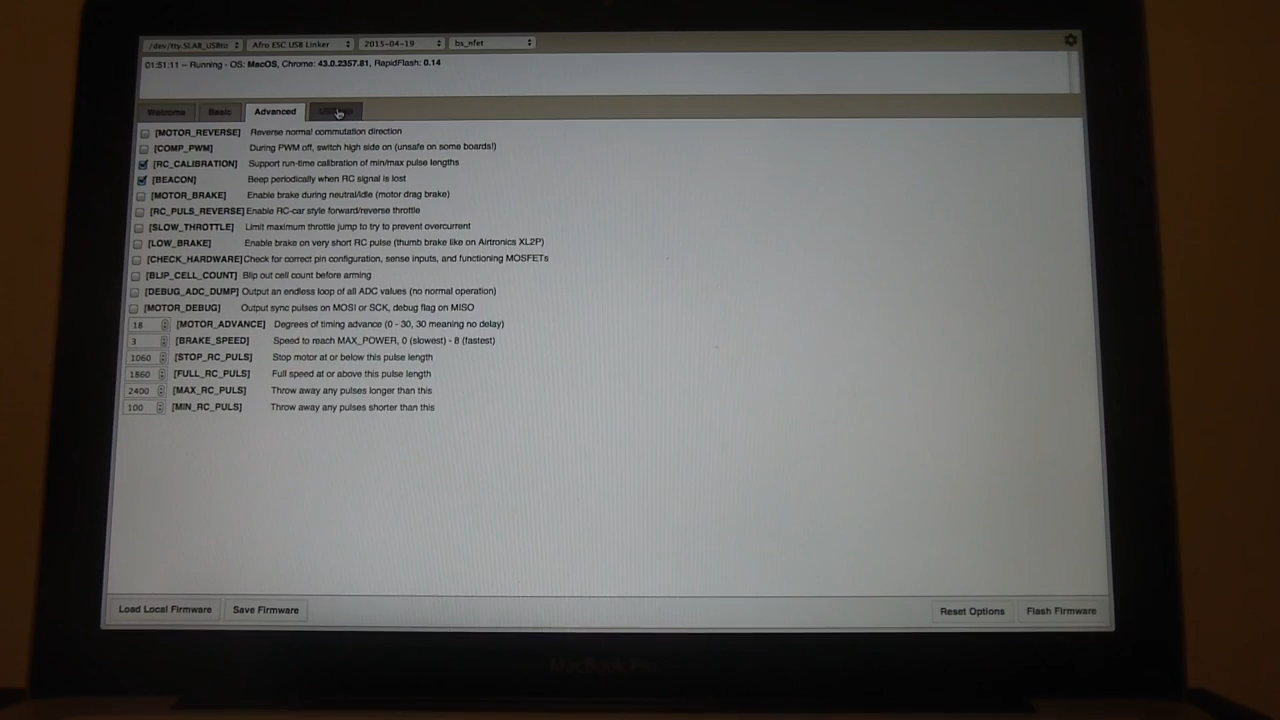 /dev/tty.SLAB_USBto Afro ESC USB Linker 2015-04-19 bs_nfet
01:51:11 -- Running - OS: MacOS, Chrome: 43.0.2357.81, RapidFlash: 0.14
Welcome Basic Advanced
[MOTOR_REVERSE] Reverse normal commutation direction
[COMP_PWM] During PWM off, switch high side on (unsafe on some boards!)
[RC_CALIBRATION] Support run-time calibration of min/max pulse lengths
[BEACON] Beep periodically when RC signal is lost
[MOTOR_BRAKE] Enable brake during neutral/idle (motor drag brake)
[RC_PULS_REVERSE] Enable RC-car style forward/reverse throttle
[SLOW_THROTTLE] Limit maximum throttle jump to try to prevent overcurrent
[LOW_BRAKE] Enable brake on very short RC pulse (thumb brake like on Airtronics XL2P)
[CHECK_HARDWARE] Check for correct pin configuration, sense inputs, and functioning MOSFETs
[BLIP_CELL_COUNT] Blip out cell count before arming
[DEBUG_ADC_DUMP] Output an endless loop of all ADC values (no normal operation)
[MOTOR_DEBUG] Output sync pulses on MOSI or SCK, debug flag on MISO
18 [MOTOR_ADVANCE] Degrees of timing advance (0 - 30, 30 meaning no delay)
3 [BRAKE_SPEED] Speed to reach MAX_POWER, 0 (slowest) - 8 (fastest)
1060 [STOP_RC_PULS] Stop motor at or below this pulse length
1860 [FULL_RC_PULS] Full speed at or above this pulse length
2400 [MAX_RC_PULS] Throw away any pulses longer than this
100 [MIN_RC_PULS] Throw away any pulses shorter than this
Load Local Firmware Save Firmware Reset Options Flash Firmware
MacBook Pro